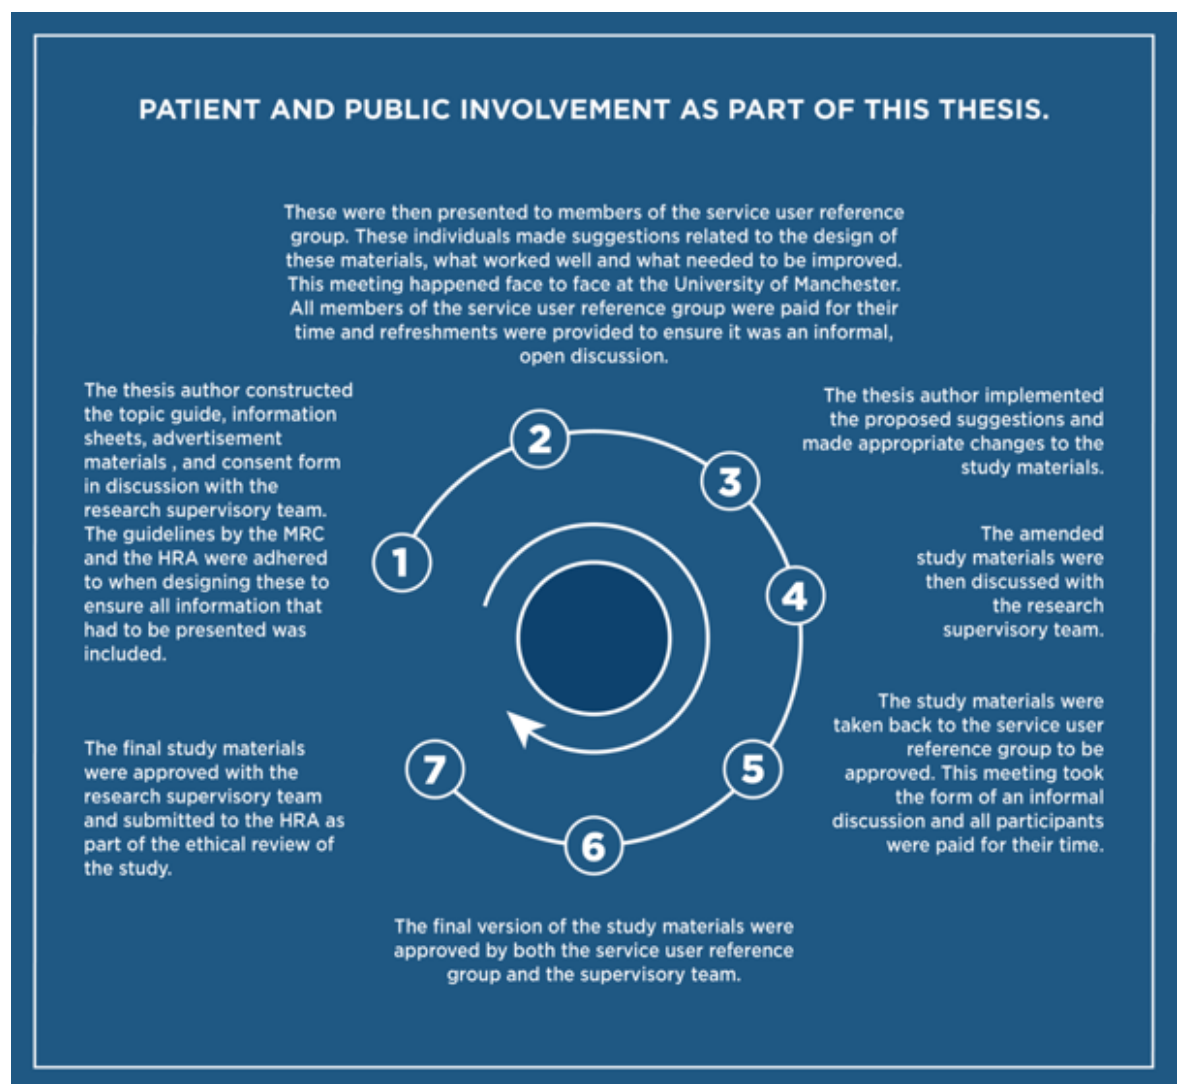 PATIENT AND PUBLIC INVOLVEMENT AS PART OF THIS THESIS.
The thesis author constructed
the topic guide, information
sheets, advertisement
materials , and consent form
in discussion with the
research supervisory team.
The guidelines by the MRC
and the HRA were adhered
to when designing these to
ensure all information that
had to be presented was
included.
1
These were then presented to members of the service user reference
group. These individuals made suggestions related to the design of
these materials, what worked well and what needed to be improved.
This meeting happened face to face at the University of Manchester.
All members of the service user reference group were paid for their
time and refreshments were provided to ensure it was an informal,
open discussion.
2
The thesis author implemented
the proposed suggestions and
made appropriate changes to the
study materials.
3
The amended
study materials were
then discussed with
the research
supervisory team.
4
The study materials were
taken back to the service user
reference group to be
approved. This meeting took
the form of an informal
discussion and all participants
were paid for their time.
5
The final version of the study materials were
approved by both the service user reference
group and the supervisory team.
6
The final study materials
were approved with the
research supervisory team
and submitted to the HRA as
part of the ethical review of
the study.
7